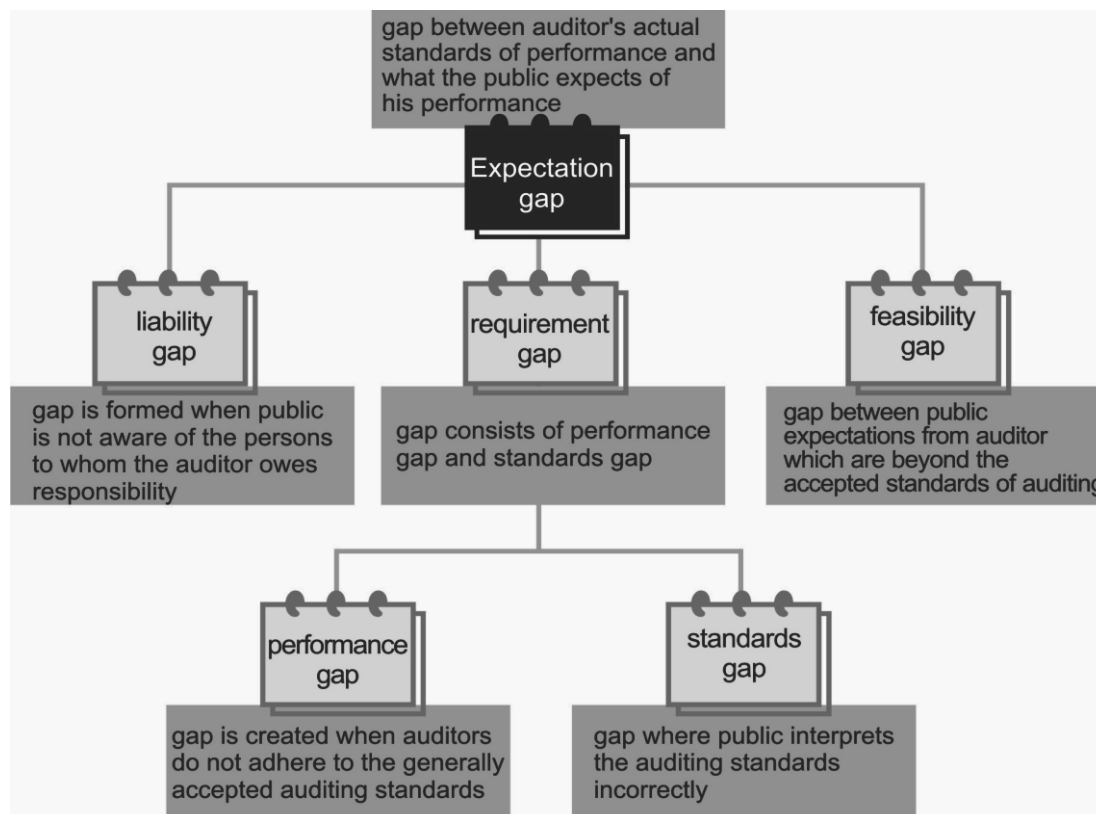 gap between auditor's actual
standards of performance and
what the public expects of
his performance
Expectation
gap
liability
gap
gap is formed when public
is not aware of the persons
to whom the auditor owes
responsibility
requirement
gap
gap consists of performance
gap and standards gap
feasibility
gap
gap between public
expectations from auditor
which are beyond the
accepted standards of auditing
performance
gap
gap is created when auditors
do not adhere to the generally
accepted auditing standards
standards
gap
gap where public interprets
the auditing standards
incorrectly